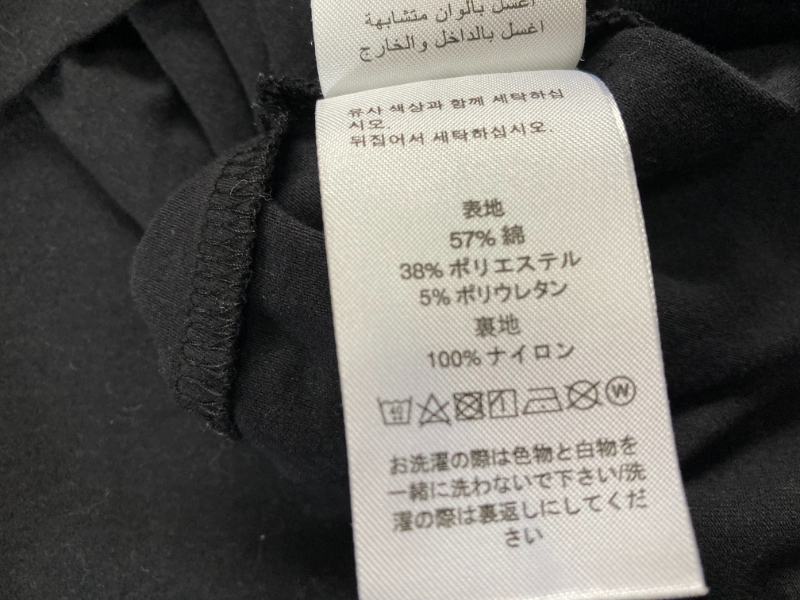 اغسل بألوان متشابهة
اغسل بالداخل والخارج
유사 색상과 함께 세탁하십
시오.
뒤집어서 세탁하십시오.
表地
57% 綿
38% ポリエステル
5% ポリウレタン
裏地
100% ナイロン
40 W
お洗濯の際は色物と白物を
一緒に洗わないで下さい/洗
濯の際は裏返しにしてくだ
さい